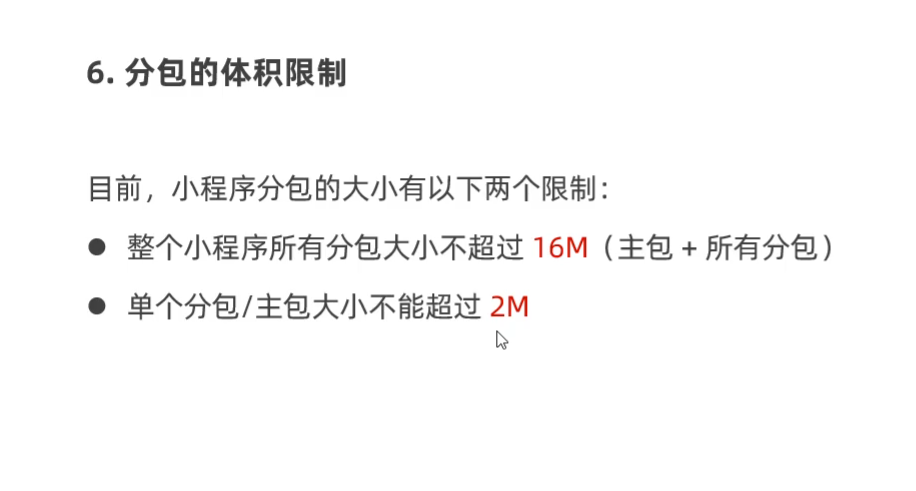 6. 分包的体积限制
目前，小程序分包的大小有以下两个限制：
● 整个小程序所有分包大小不超过 16M（主包 + 所有分包）
● 单个分包/主包大小不能超过 2M